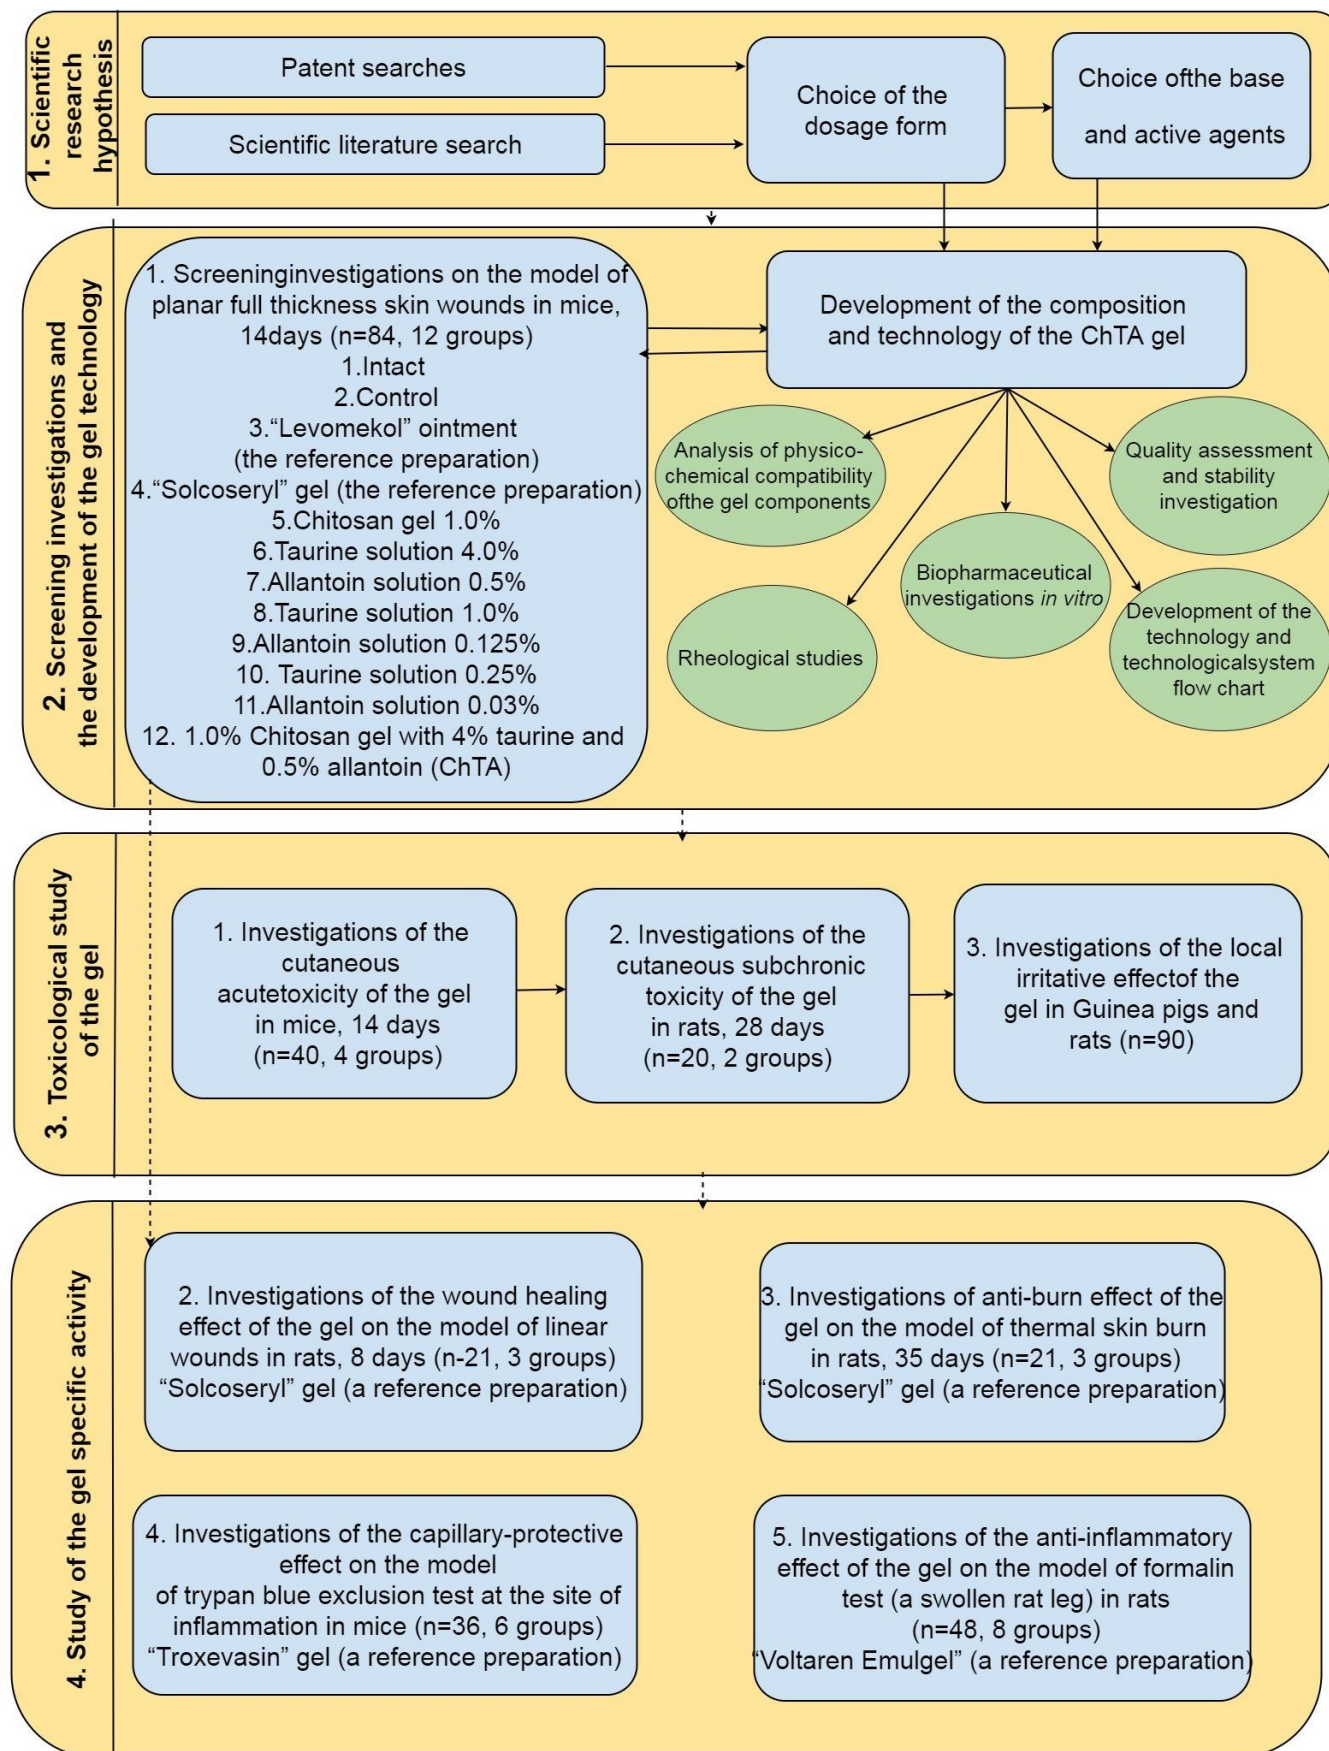 1. Scientific
research
hypothesis
Patent searches
Scientific literature search
Choice of the
dosage form
Choice ofthe base
and active agents
2. Screening investigations and
the development of the gel technology
1. Screeninginvestigations on the model of
planar full thickness skin wounds in mice,
14days (n=84, 12 groups)
1.Intact
2.Control
3.“Levomekol” ointment
(the reference preparation)
4.“Solcoseryl” gel (the reference preparation)
5.Chitosan gel 1.0%
6.Taurine solution 4.0%
7.Allantoin solution 0.5%
8.Taurine solution 1.0%
9.Allantoin solution 0.125%
10. Taurine solution 0.25%
11.Allantoin solution 0.03%
12. 1.0% Chitosan gel with 4% taurine and
0.5% allantoin (ChTA)
Development of the composition
and technology of the ChTA gel
Analysis of physico-
chemical compatibility
ofthe gel components
Quality assessment
and stability
investigation
Biopharmaceutical
investigations in vitro
Rheological studies
Development of the
technology and
technologicalsystem
flow chart
3. Toxicological study
of the gel
1. Investigations of the
cutaneous
acutetoxicity of the gel
in mice, 14 days
(n=40, 4 groups)
2. Investigations of the
cutaneous subchronic
toxicity of the gel
in rats, 28 days
(n=20, 2 groups)
3. Investigations of the local
irritative effectof the
gel in Guinea pigs and
rats (n=90)
4. Study of the gel specific activity
2. Investigations of the wound healing
effect of the gel on the model of linear
wounds in rats, 8 days (n-21, 3 groups)
“Solcoseryl” gel (a reference preparation)
3. Investigations of anti-burn effect of the
gel on the model of thermal skin burn
in rats, 35 days (n=21, 3 groups)
“Solcoseryl” gel (a reference preparation)
4. Investigations of the capillary-protective
effect on the model
of trypan blue exclusion test at the site of
inflammation in mice (n=36, 6 groups)
“Troxevasin” gel (a reference preparation)
5. Investigations of the anti-inflammatory
effect of the gel on the model of formalin
test (a swollen rat leg) in rats
(n=48, 8 groups)
“Voltaren Emulgel” (a reference preparation)